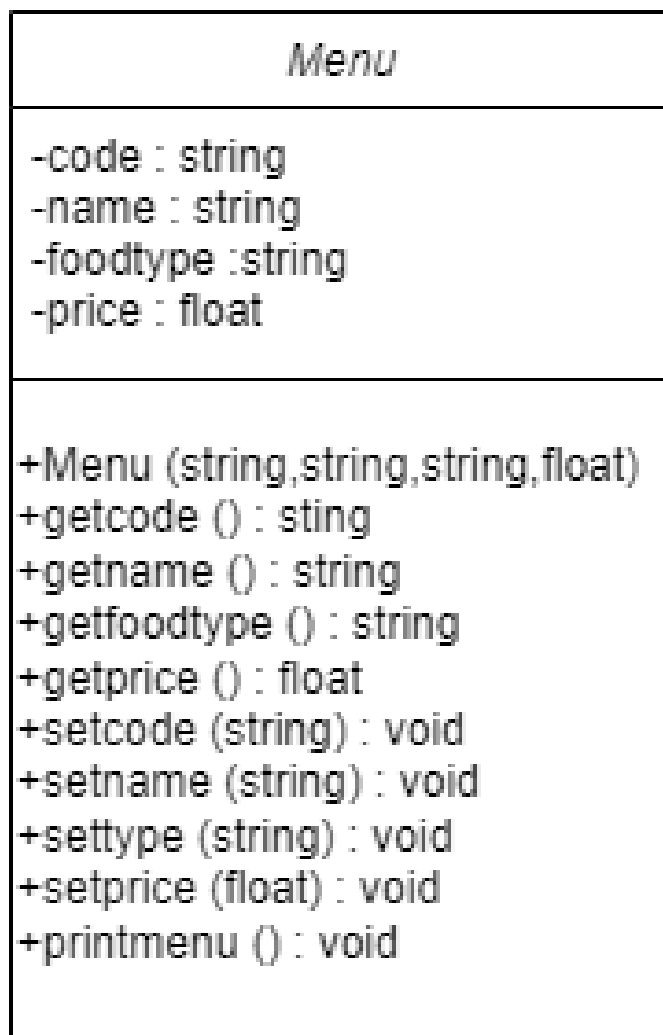 Menu
-code : string
-name : string
-foodtype :string
-price : float
+Menu (string,string,string,float)
+getcode () : sting
+getname () : string
+getfoodtype () : string
+getprice () : float
+setcode (string) : void
+setname (string) : void
+settype (string) : void
+setprice (float) : void
+printmenu () : void